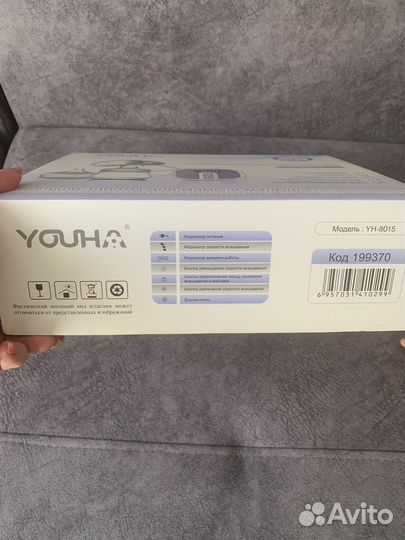 YOUHA®
Индикатор питания
Индикатор скорости всасывания
00:00 Индикатор времени работы
Кнопка уменьшения скорости всасывания
Кнопка переключения между режимами
всасывания и массажа
Кнопка увеличения скорости всасывания
Выключатель
Фактический внешний вид изделия может
отличаться от представленных изображений
Модель : YH-8015
Код 199370
6 957031 410299
Avito